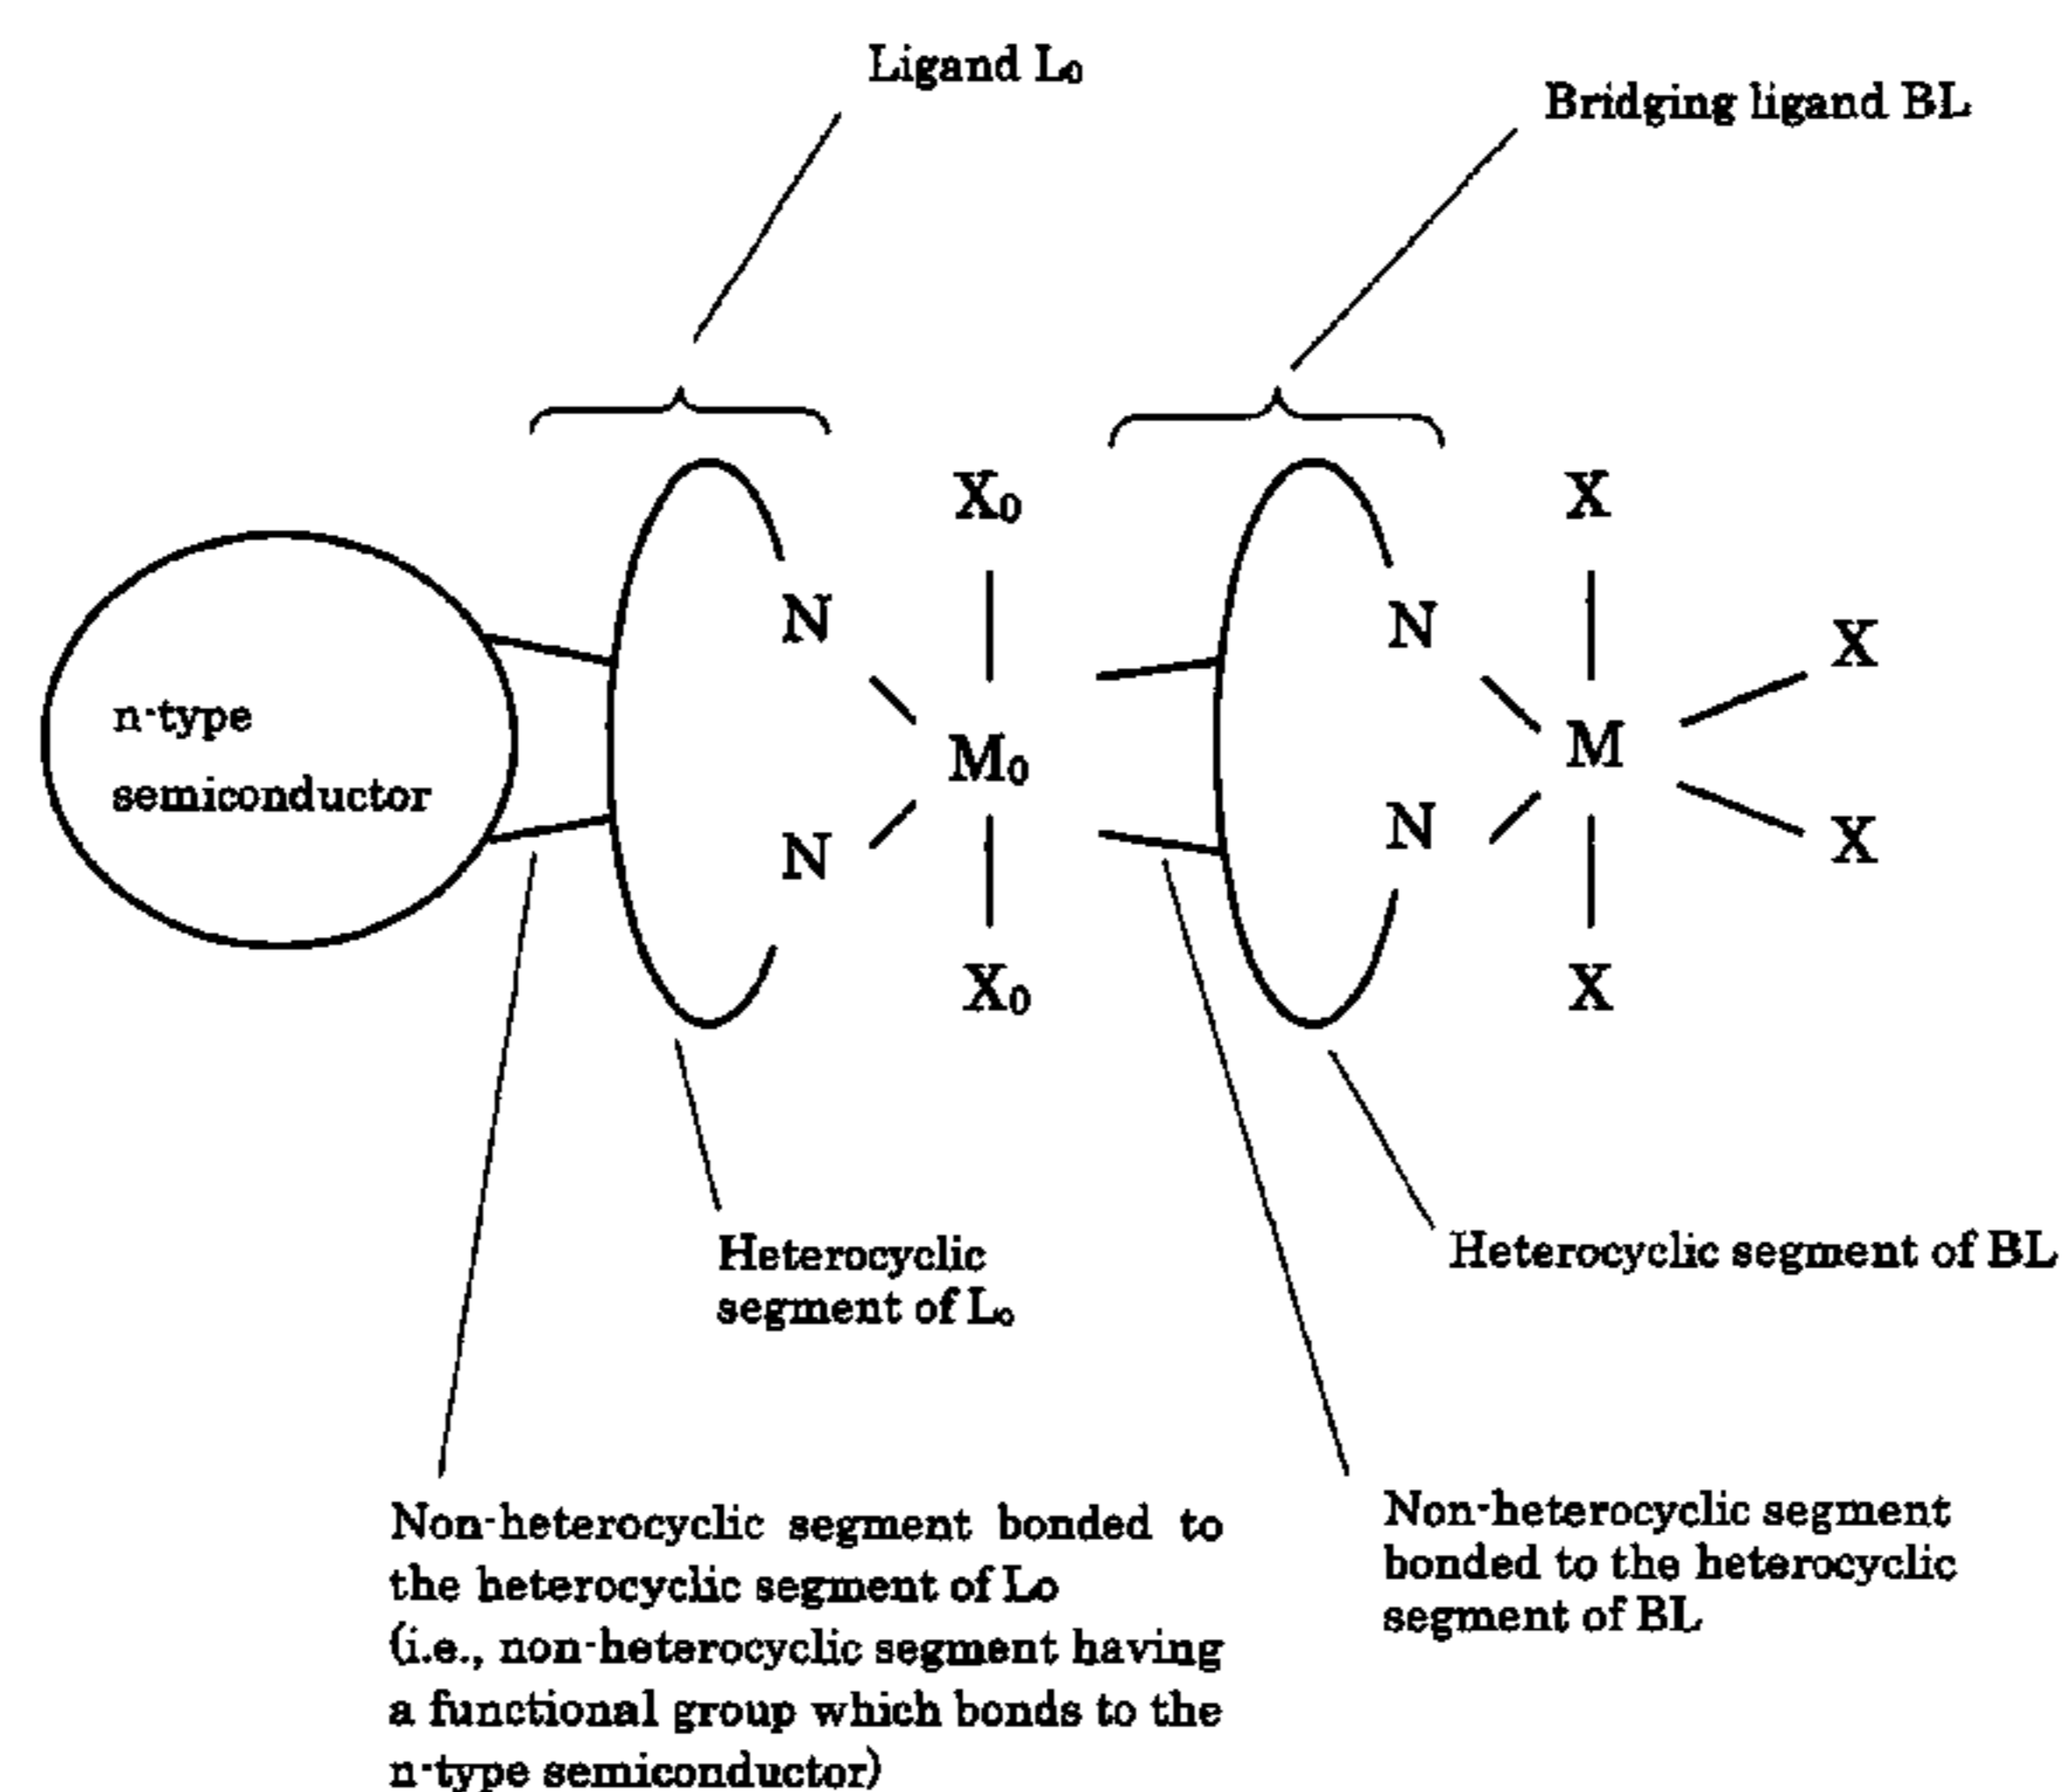 Ligand L₀
Bridging ligand BL
X₀
X
N
N
X
n-type
semiconductor
M₀
M
N
N
X
X₀
X
Heterocyclic
segment of L₀
Heterocyclic segment of BL
Non-heterocyclic segment bonded to
the heterocyclic segment of Lo
(i.e., non-heterocyclic segment having
a functional group which bonds to the
n-type semiconductor)
Non-heterocyclic segment
bonded to the heterocyclic
segment of BL